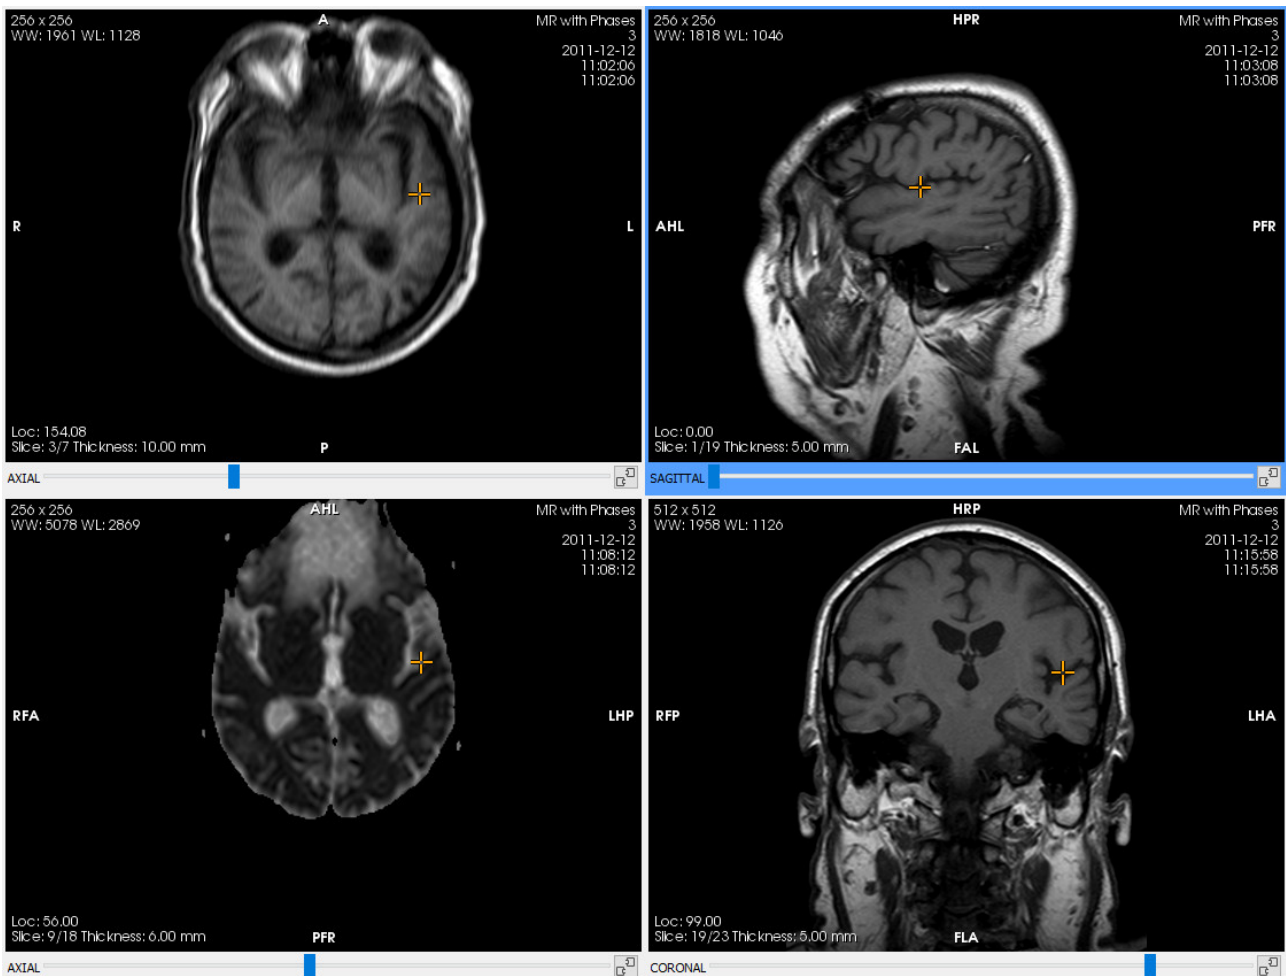 256 x 256
WW: 1961 WL: 1128
A
MR with Phases
3
2011-12-12
11:02:06
11:02:06
R
L
Loc: 154.08
Slice: 3/7 Thickness: 10.00 mm
P
AXIAL
256 x 256
WW: 1818 WL: 1046
HPR
MR with Phases
3
2011-12-12
11:03:08
11:03:08
AHL
PFR
Loc: 0.00
Slice: 1/19 Thickness: 5.00 mm
FAL
SAGITTAL
256 x 256
WW: 5078 WL: 2869
AHL
MR with Phases
3
2011-12-12
11:08:12
11:08:12
RFA
LHP
Loc: 56.00
Slice: 9/18 Thickness: 6.00 mm
PFR
AXIAL
512 x 512
WW: 1958 WL: 1126
HRP
MR with Phases
3
2011-12-12
11:15:58
11:15:58
RFP
LHA
Loc: 99.00
Slice: 19/23 Thickness: 5.00 mm
FLA
CORONAL